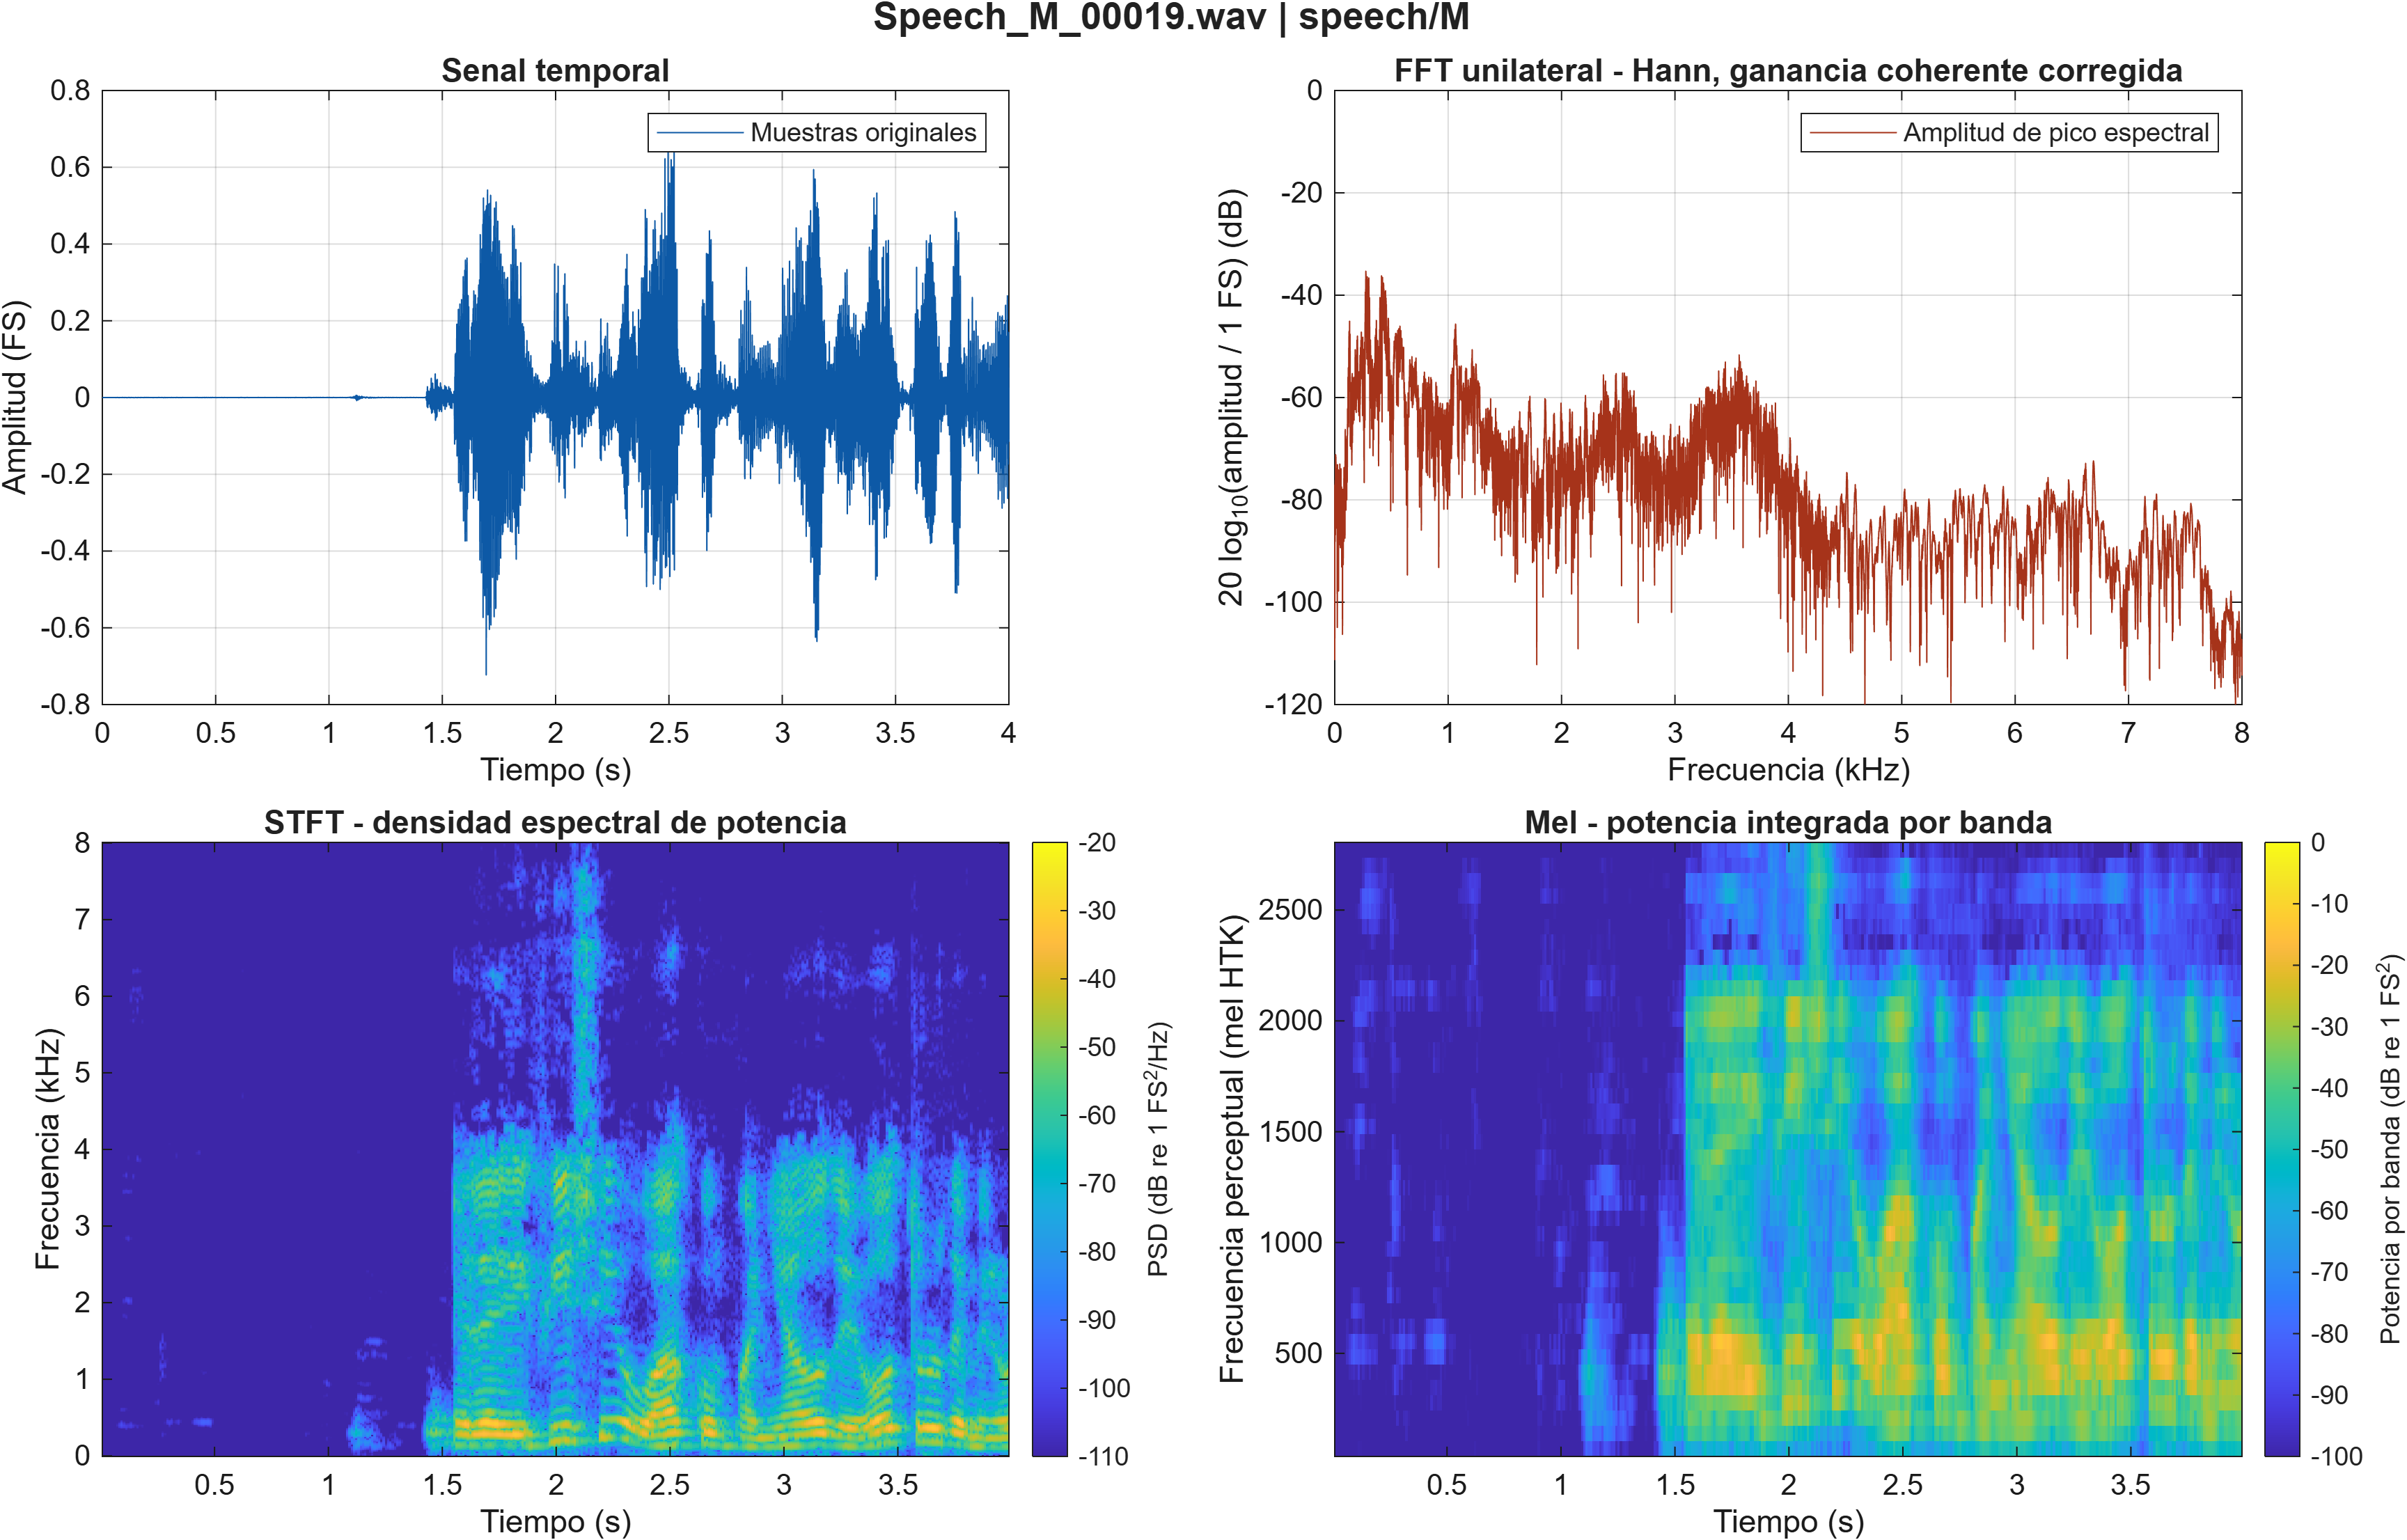 Speech_M_00019.wav | speech/M
Senal temporal
Muestras originales
Amplitud (FS)
0.8
0.6
0.4
0.2
0
-0.2
-0.4
-0.6
-0.8
0 0.5 1 1.5 2 2.5 3 3.5 4
Tiempo (s)
FFT unilateral - Hann, ganancia coherente corregida
Amplitud de pico espectral
20 log10(amplitud / 1 FS) (dB)
0
-20
-40
-60
-80
-100
-120
0 1 2 3 4 5 6 7 8
Frecuencia (kHz)
STFT - densidad espectral de potencia
Frecuencia (kHz)
8
7
6
5
4
3
2
1
0
0.5 1 1.5 2 2.5 3 3.5
Tiempo (s)
-20
-30
-40
-50
-60
-70
-80
-90
-100
-110
PSD (dB re 1 FS²/Hz)
Mel - potencia integrada por banda
Frecuencia perceptual (mel HTK)
2500
2000
1500
1000
500
0.5 1 1.5 2 2.5 3 3.5
Tiempo (s)
0
-10
-20
-30
-40
-50
-60
-70
-80
-90
-100
Potencia por banda (dB re 1 FS²)